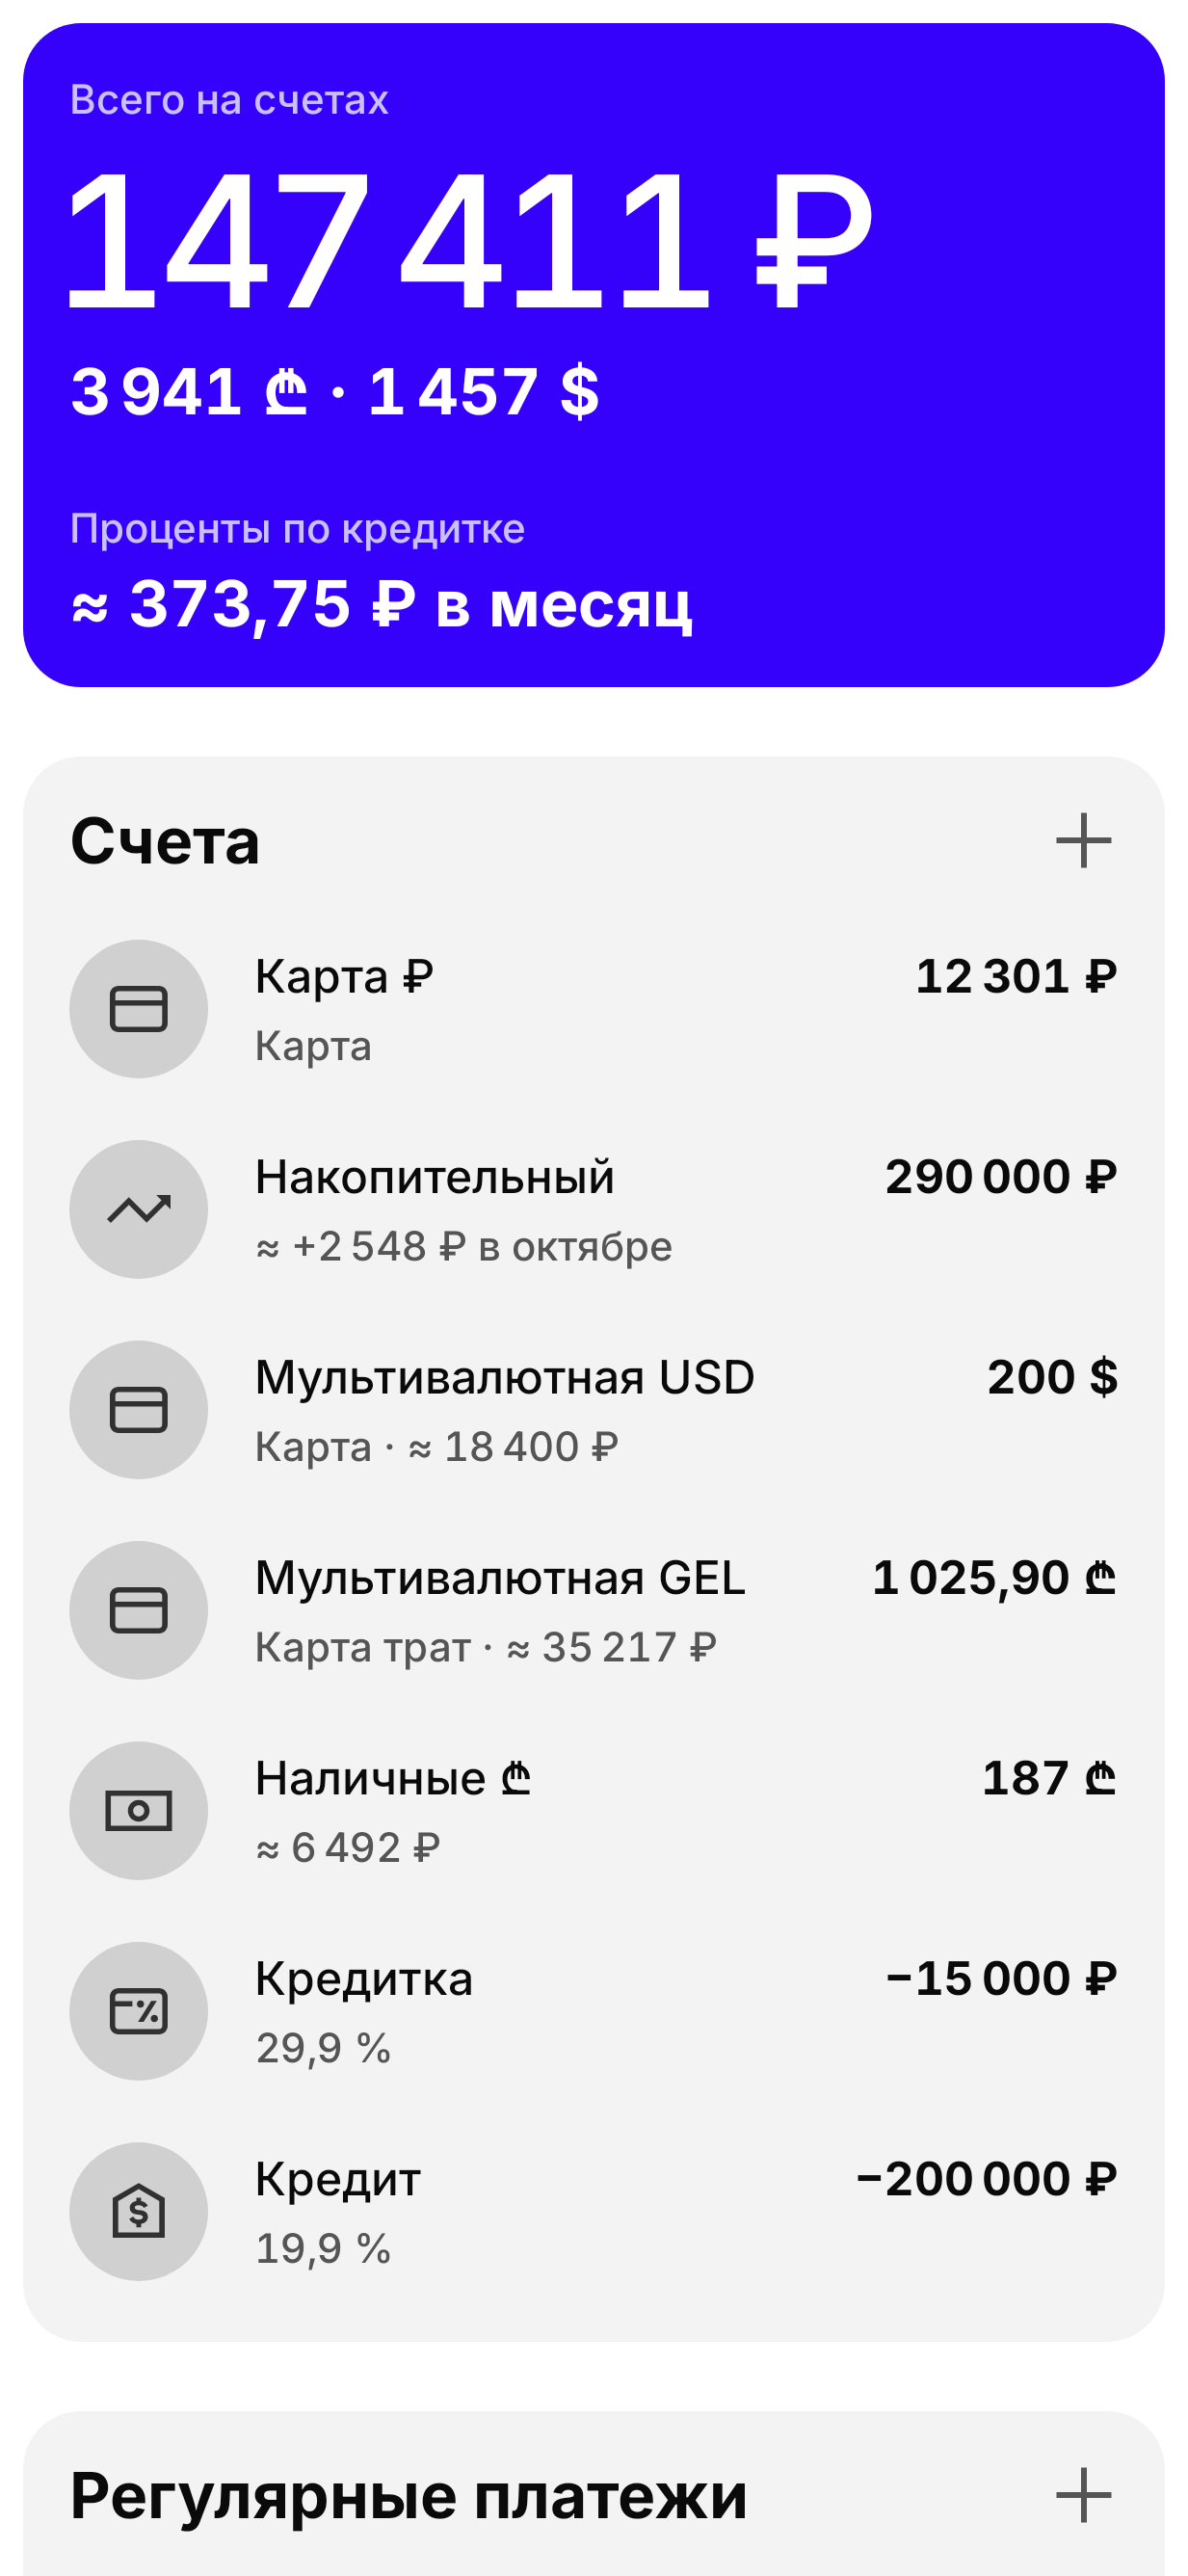 Всего на счетах
147 411 ₽
3 941 ₾ · 1 457 $
Проценты по кредитке
≈ 373,75 ₽ в месяц
Счета
Карта ₽
12 301 ₽
Карта
Накопительный
290 000 ₽
≈ +2 548 ₽ в октябре
Мультивалютная USD
200 $
Карта · ≈ 18 400 ₽
Мультивалютная GEL
1 025,90 ₾
Карта трат · ≈ 35 217 ₽
Наличные ₾
187 ₾
≈ 6 492 ₽
Кредитка
−15 000 ₽
29,9 %
Кредит
−200 000 ₽
19,9 %
Регулярные платежи